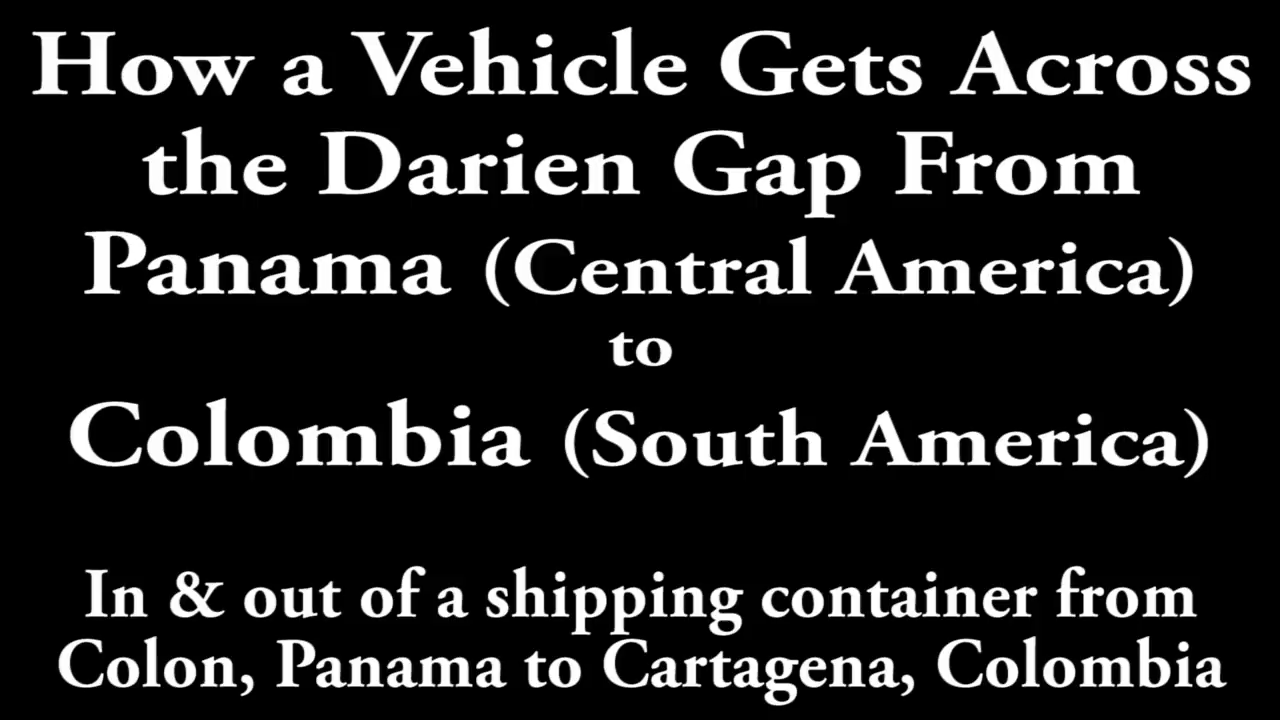 How a Vehicle Gets Across
the Darien Gap From
Panama (Central America)
to
Colombia (South America)
In & out of a shipping container from
Colon, Panama to Cartagena, Colombia